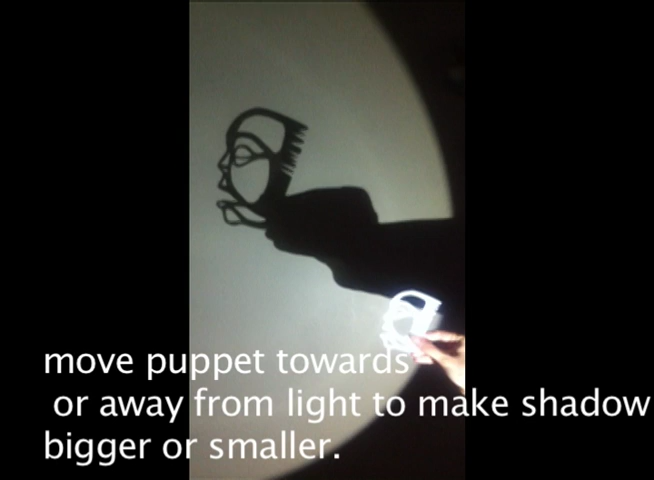 move puppet towards
or away from light to make shadow
bigger or smaller.